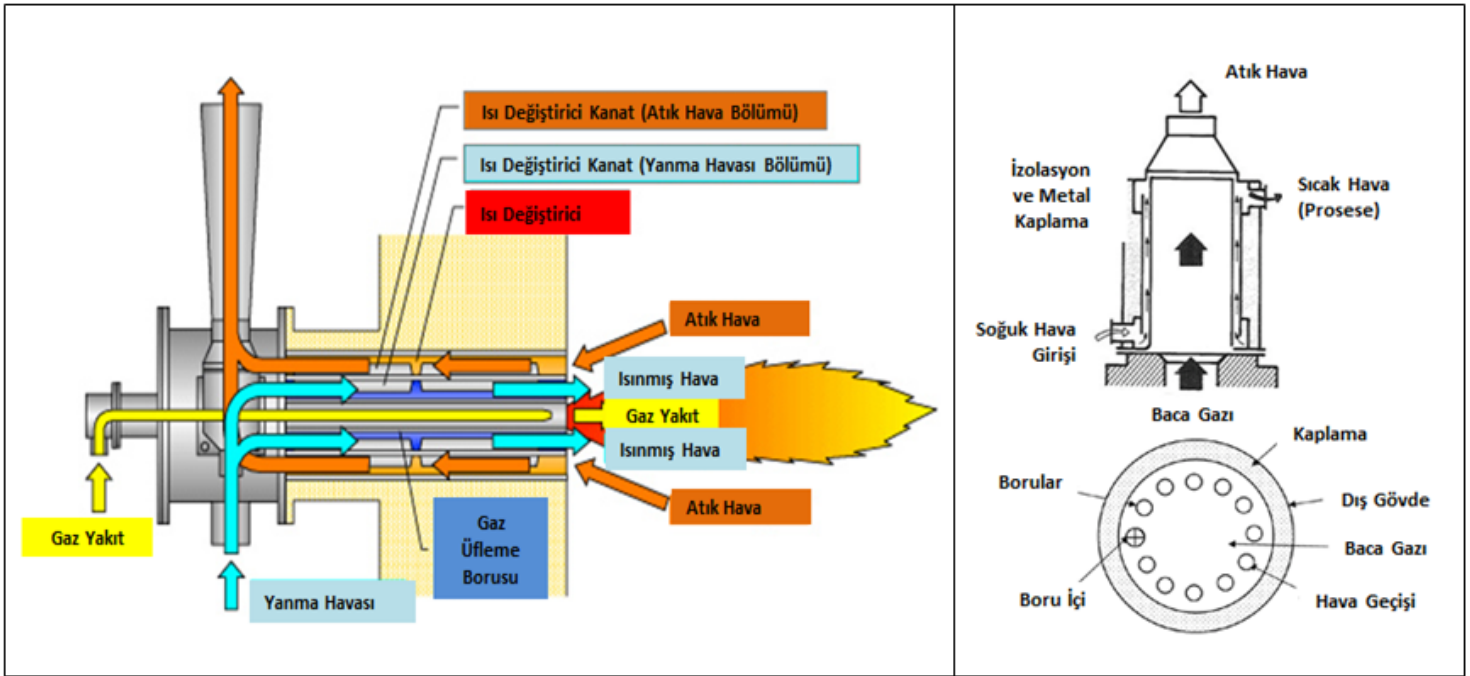 Isı Değiştirici Kanat (Atık Hava Bölümü)
Isı Değiştirici Kanat (Yanma Havası Bölümü)
Isı Değiştirici
Atık Hava
Isınmış Hava
Gaz Yakıt
Isınmış Hava
Atık Hava
Gaz Yakıt
Gaz
Üfleme
Borusu
Yanma Havası
Atık Hava
İzolasyon
ve Metal
Kaplama
Sıcak Hava
(Prosese)
Soğuk Hava
Girişi
Baca Gazı
Kaplama
Borular
Dış Gövde
Baca Gazı
Boru İçi
Hava Geçişi